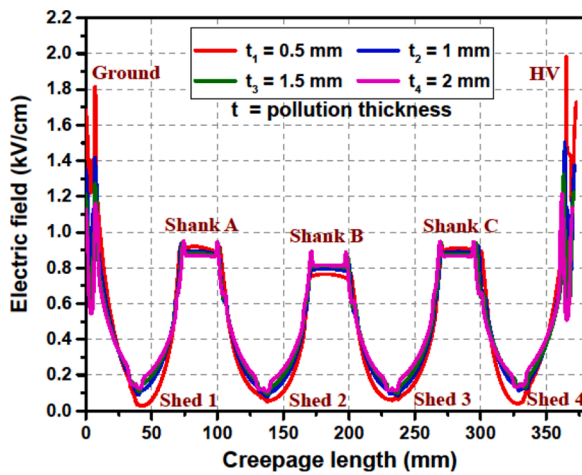 2.2
2.0
1.8
1.6
1.4
1.2
1.0
0.8
0.6
0.4
0.2
0.0
Electric field (kV/cm)
t₁ = 0.5 mm t₂ = 1 mm
t₃ = 1.5 mm t₄ = 2 mm
t = pollution thickness
Ground
HV
Shank A
Shank B
Shank C
Shed 1
Shed 2
Shed 3
Shed 4
0 50 100 150 200 250 300 350
Creepage length (mm)